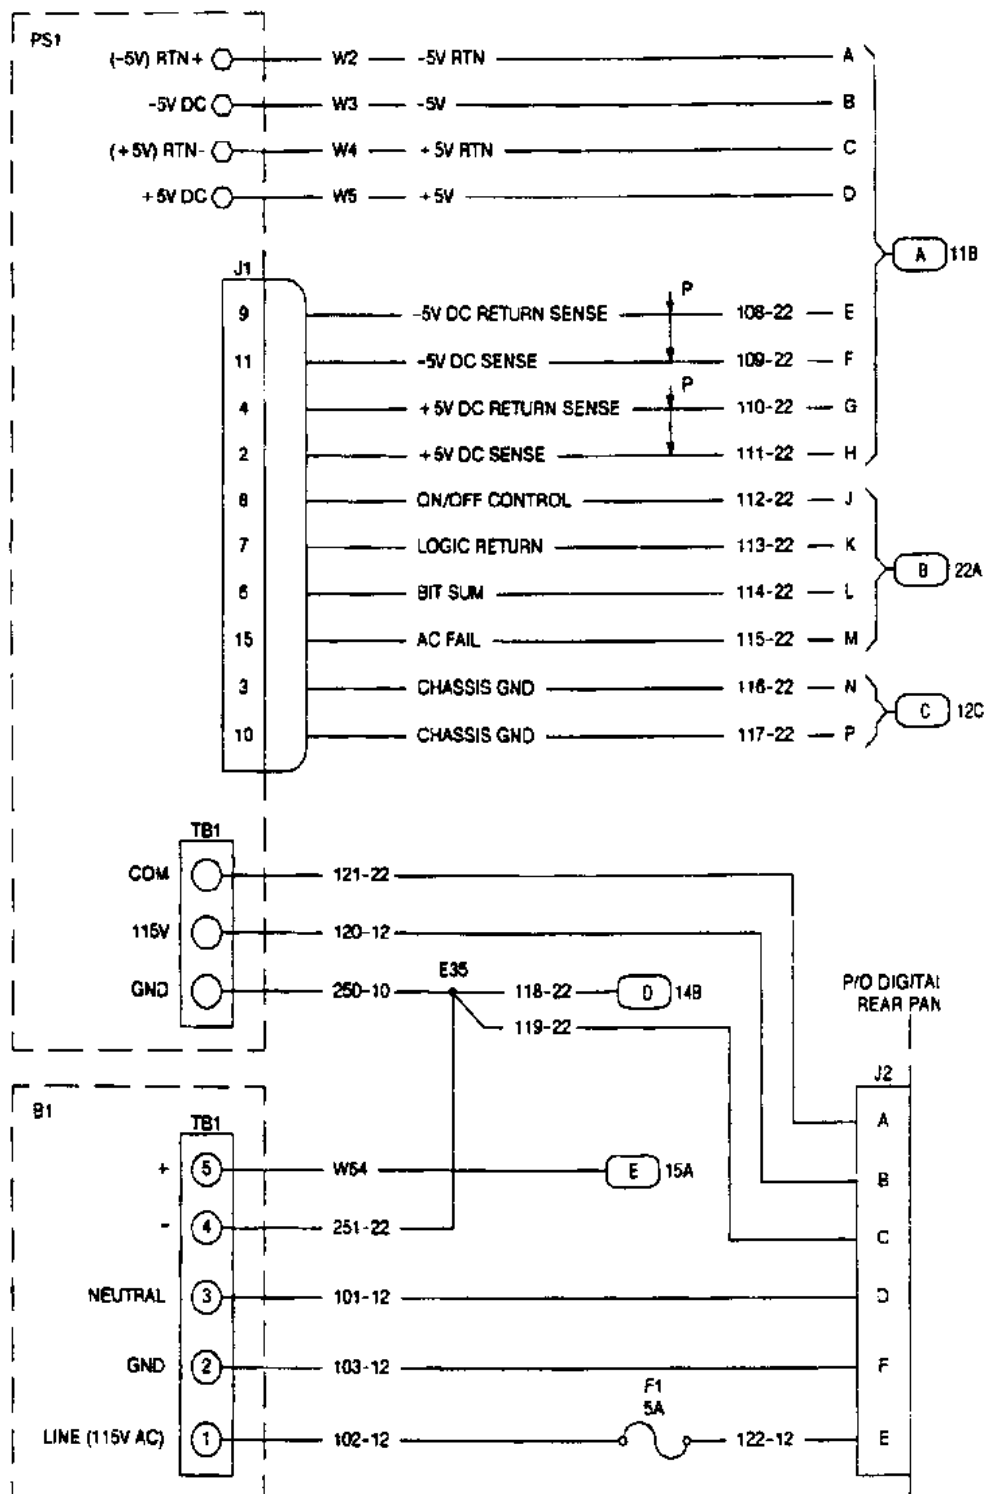 PS1
(-5V) RTN+ W2 -5V RTN A
-5V DC W3 -5V B
(+5V) RTN- W4 +5V RTN C
+5V DC W5 +5V D
A 11B
J1
P
9 -5V DC RETURN SENSE 108-22 E
11 -5V DC SENSE 109-22 F
P
4 +5V DC RETURN SENSE 110-22 G
2 +5V DC SENSE 111-22 H
8 ON/OFF CONTROL 112-22 J
7 LOGIC RETURN 113-22 K
B 22A
6 BIT SUM 114-22 L
15 AC FAIL 115-22 M
3 CHASSIS GND 116-22 N
C 12C
10 CHASSIS GND 117-22 P
TB1
COM 121-22
115V 120-12
E35
GND 250-10 118-22 D 14B
119-22
P/O DIGITAL
REAR PAN
J2
B1
TB1
A
+ 5 W54 E 15A
B
- 4 251-22
C
NEUTRAL 3 101-12 D
GND 2 103-12 F
F1
5A
LINE (115V AC) 1 102-12 122-12 E